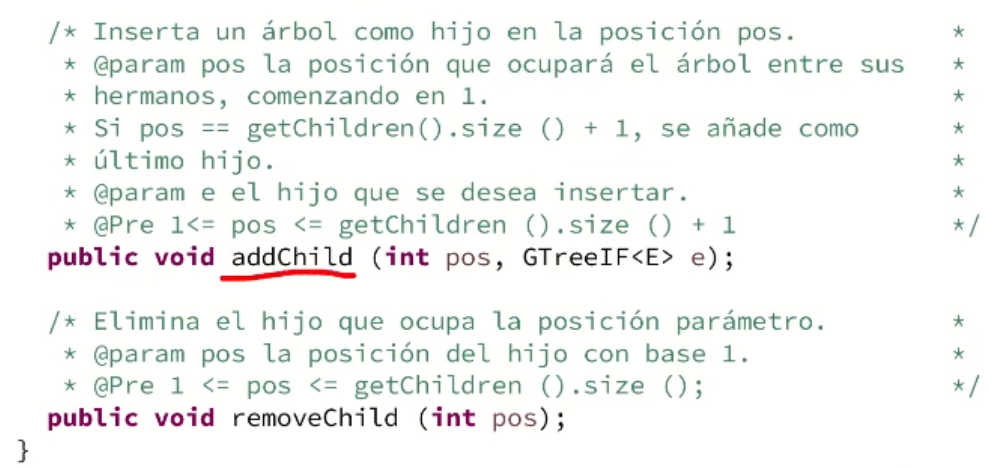 /* Inserta un árbol como hijo en la posición pos. *
* @param pos la posición que ocupará el árbol entre sus *
* hermanos, comenzando en 1. *
* Si pos == getChildren().size () + 1, se añade como *
* último hijo. *
* @param e el hijo que se desea insertar. *
* @Pre 1<= pos <= getChildren ().size () + 1 */
public void addChild (int pos, GTreeIF<E> e);
/* Elimina el hijo que ocupa la posición parámetro. *
* @param pos la posición del hijo con base 1. *
* @Pre 1 <= pos <= getChildren ().size (); */
public void removeChild (int pos);
}